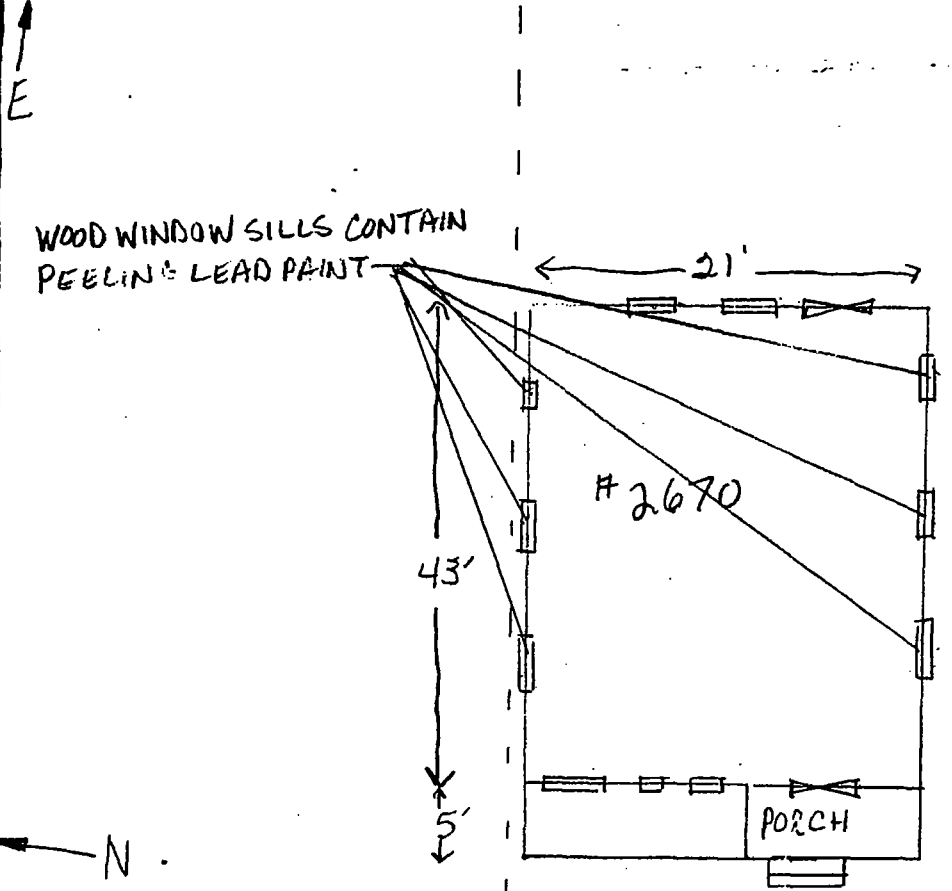 E
WOOD WINDOW SILLS CONTAIN
PEELING LEAD PAINT
21'
# 2670
43'
5'
PORCH
N